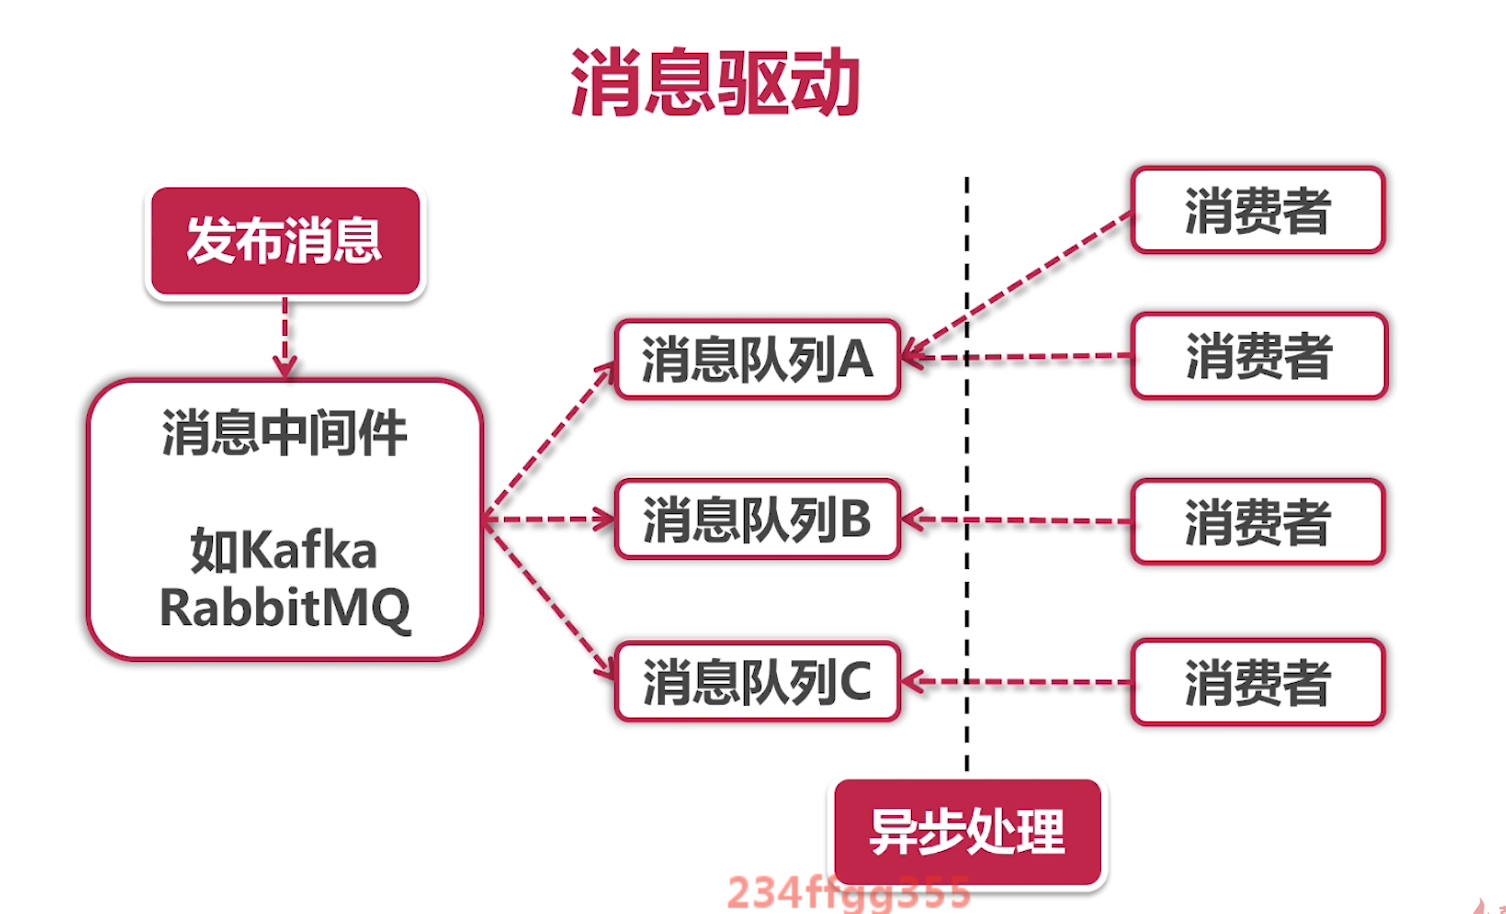 消息驱动
发布消息
消息中间件
如Kafka
RabbitMQ
消息队列A
消息队列B
消息队列C
消费者
消费者
消费者
消费者
异步处理
234ffgg355